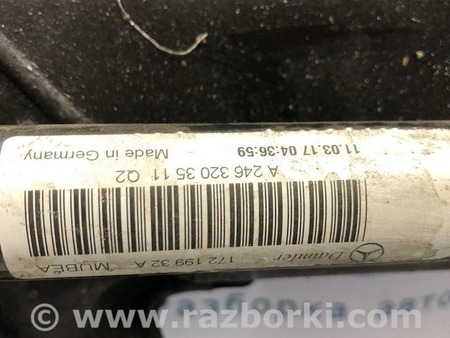 Daimler
172 199 32 A MUBEA
A 246 320 35 11 Q2
11.03.17 04:36:59
Made in Germany
© www.razborki.com